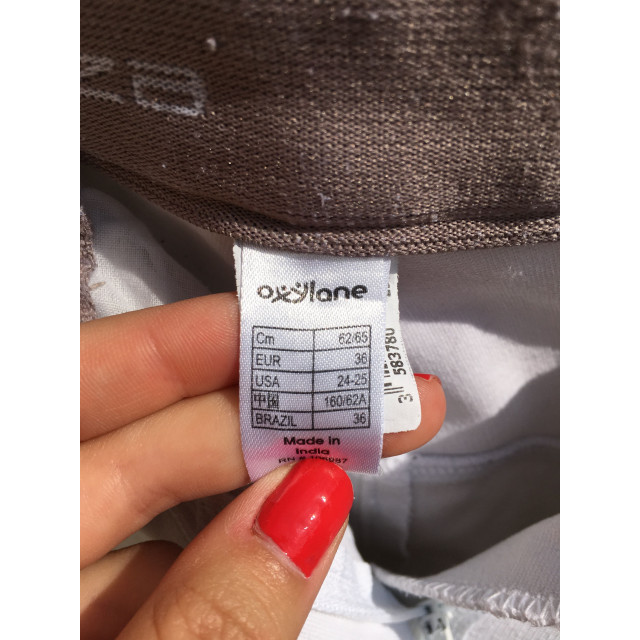 oxylane
Cm 62/65
EUR 36
USA 24-25
中国 160/62A
BRAZIL 36
Made in
India
3 583780